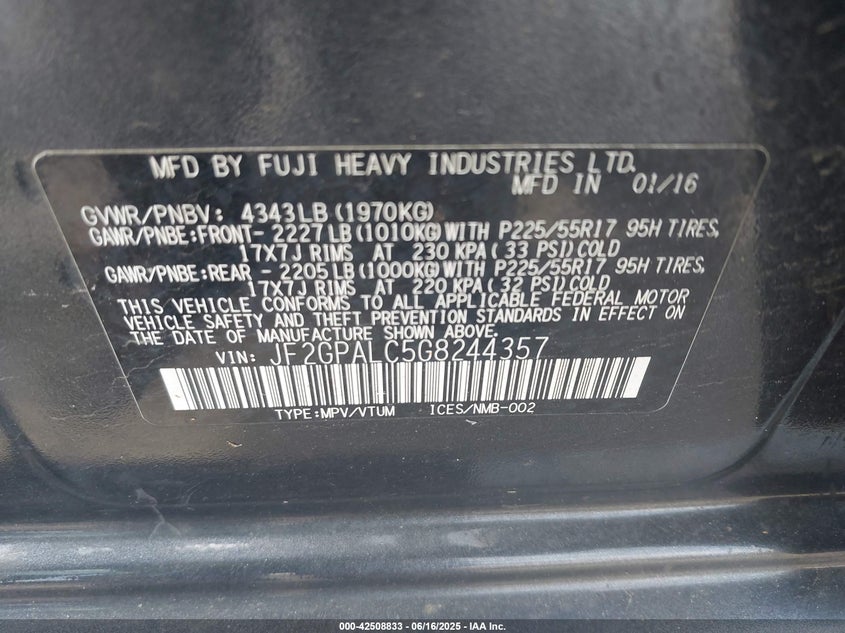 MFD BY FUJI HEAVY INDUSTRIES LTD.
MFD IN 01/16
GVWR/PNBV: 4343LB(1970KG)
GAWR/PNBE:FRONT- 2227LB(1010KG)WITH P225/55R17 95H TIRES,
17X7J RIMS AT 230 KPA(33 PSI)COLD
GAWR/PNBE:REAR - 2205LB(1000KG)WITH P225/55R17 95H TIRES,
17X7J RIMS AT 220 KPA(32 PSI)COLD
THIS VEHICLE CONFORMS TO ALL APPLICABLE FEDERAL MOTOR
VEHICLE SAFETY AND THEFT PREVENTION STANDARDS IN EFFECT ON
THE DATE OF MANUFACTURE SHOWN ABOVE.
VIN: JF2GPALC5G8244357
TYPE:MPV/VTUM ICES/NMB-002
000-42508833 - 06/16/2025 - IAA Inc.